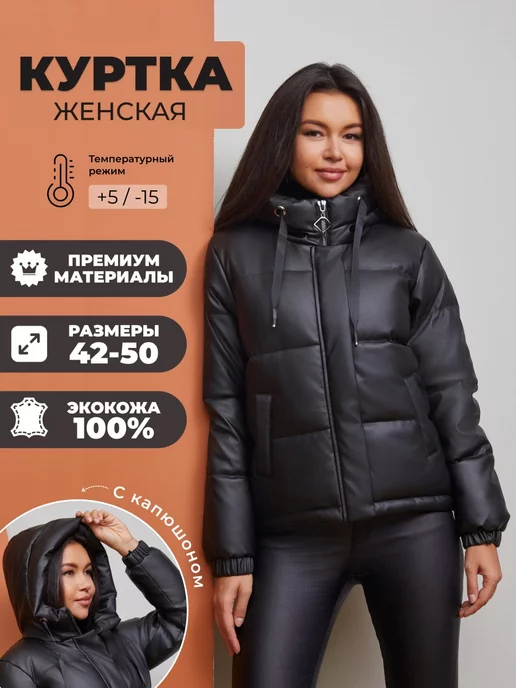 КУРТКА
ЖЕНСКАЯ
Температурный
режим
+5 / -15
ПРЕМИУМ
МАТЕРИАЛЫ
РАЗМЕРЫ
42-50
ЭКОКОЖА
100%
С капюшоном